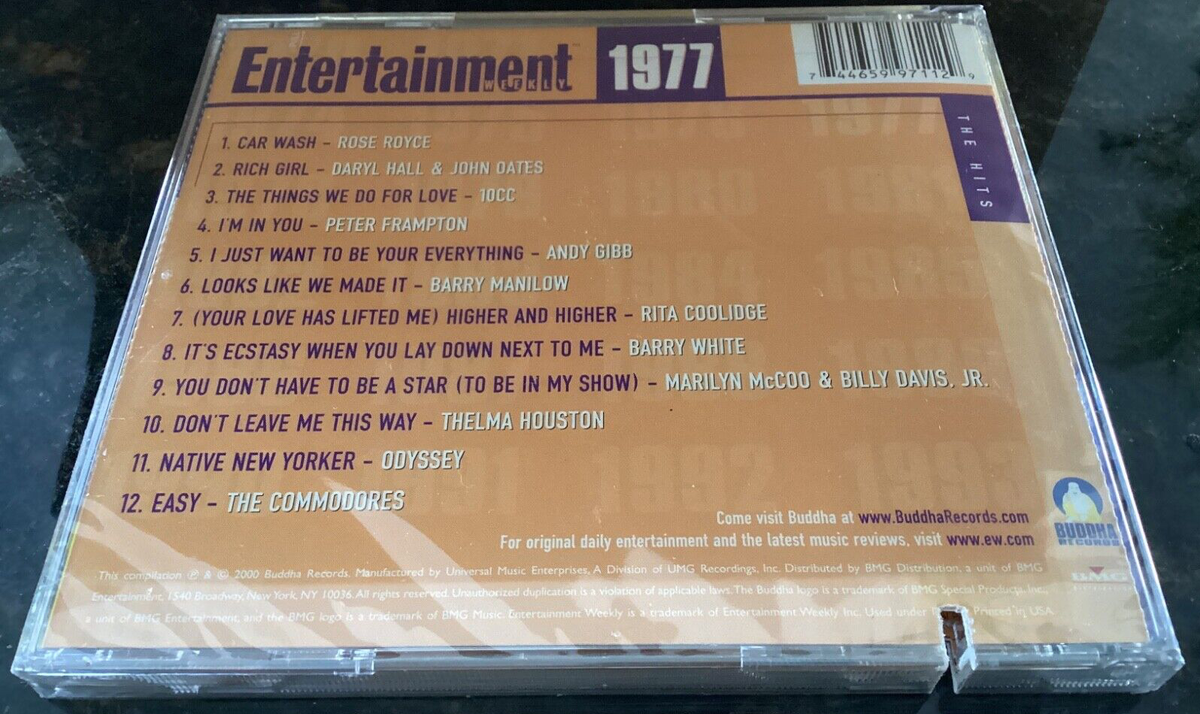 Entertainment WEEKLY 1977
7 44659 97112 9
THE HITS
1. CAR WASH – ROSE ROYCE
2. RICH GIRL – DARYL HALL & JOHN OATES
3. THE THINGS WE DO FOR LOVE – 10CC
4. I'M IN YOU – PETER FRAMPTON
5. I JUST WANT TO BE YOUR EVERYTHING – ANDY GIBB
6. LOOKS LIKE WE MADE IT – BARRY MANILOW
7. (YOUR LOVE HAS LIFTED ME) HIGHER AND HIGHER – RITA COOLIDGE
8. IT'S ECSTASY WHEN YOU LAY DOWN NEXT TO ME – BARRY WHITE
9. YOU DON'T HAVE TO BE A STAR (TO BE IN MY SHOW) – MARILYN McCOO & BILLY DAVIS, JR.
10. DON'T LEAVE ME THIS WAY – THELMA HOUSTON
11. NATIVE NEW YORKER – ODYSSEY
12. EASY – THE COMMODORES
Come visit Buddha at www.BuddhaRecords.com
For original daily entertainment and the latest music reviews, visit www.ew.com
BUDDHA
RECORDS
BMG
This compilation ℗ & © 2000 Buddha Records. Manufactured by Universal Music Enterprises, A Division of UMG Recordings, Inc. Distributed by BMG Distribution, a unit of BMG
Entertainment, 1540 Broadway, New York, NY 10036. All rights reserved. Unauthorized duplication is a violation of applicable laws. The Buddha logo is a trademark of BMG Special Products, Inc.,
a unit of BMG Entertainment, and the BMG logo is a trademark of BMG Music. Entertainment Weekly is a trademark of Entertainment Weekly Inc. Used under Printed in USA